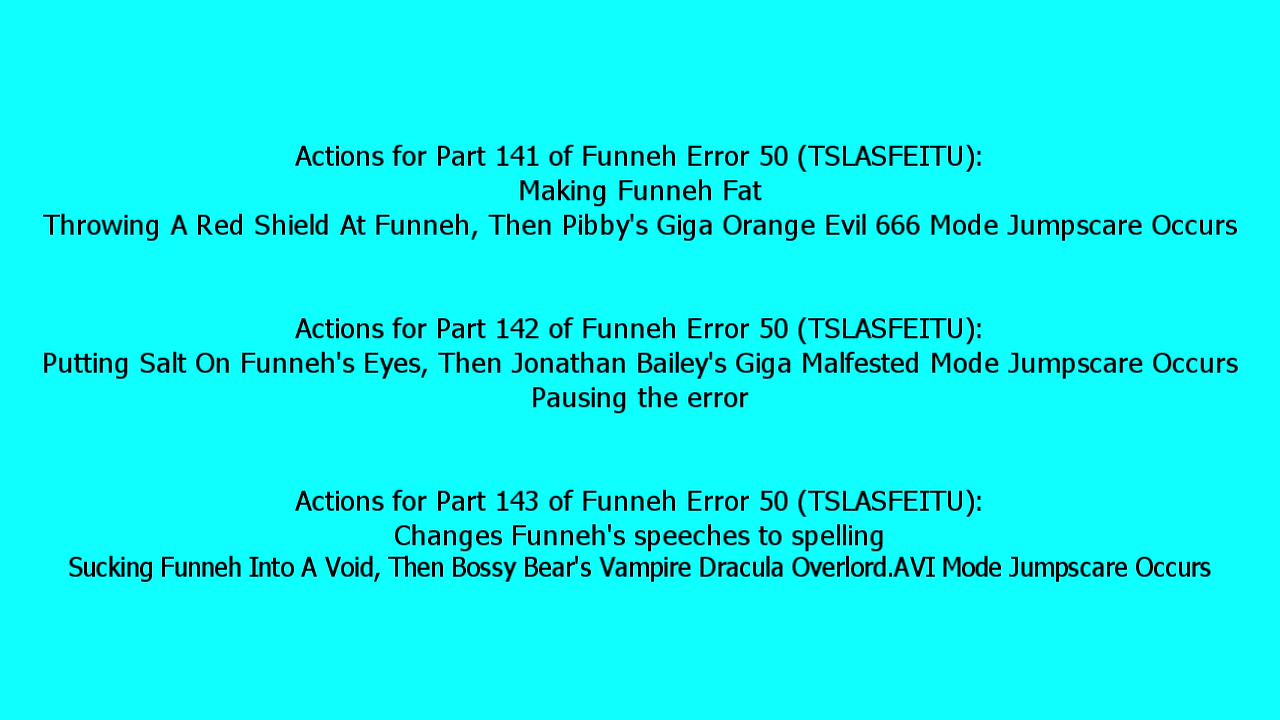 Actions for Part 141 of Funneh Error 50 (TSLASFEITU):
Making Funneh Fat
Throwing A Red Shield At Funneh, Then Pibby's Giga Orange Evil 666 Mode Jumpscare Occurs
Actions for Part 142 of Funneh Error 50 (TSLASFEITU):
Putting Salt On Funneh's Eyes, Then Jonathan Bailey's Giga Malfested Mode Jumpscare Occurs
Pausing the error
Actions for Part 143 of Funneh Error 50 (TSLASFEITU):
Changes Funneh's speeches to spelling
Sucking Funneh Into A Void, Then Bossy Bear's Vampire Dracula Overlord.AVI Mode Jumpscare Occurs